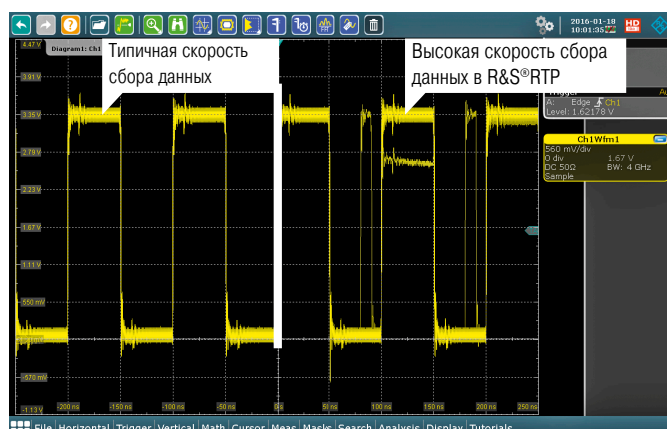 2016-01-18
10:01:35
HD
4.47 V
Diagram1: Ch1
Типичная скорость
сбора данных
Высокая скорость сбора
данных в R&S®RTP
3.91 V
3.35 V
2.79 V
2.23 V
1.67 V
1.11 V
550 mV
-570 mV
-1.13 V
-200 ns
-150 ns
-100 ns
-50 ns
0 s
50 ns
100 ns
150 ns
200 ns
250 ns
Trigger
Au
A: Edge Ch1
Level: 1.62178 V
Ch1Wfm1
560 mV/div
0 div 1.67 V
DC 50Ω BW: 4 GHz
Sample
File Horizontal Trigger Vertical Math Cursor Meas Masks Search Analysis Display Tutorials